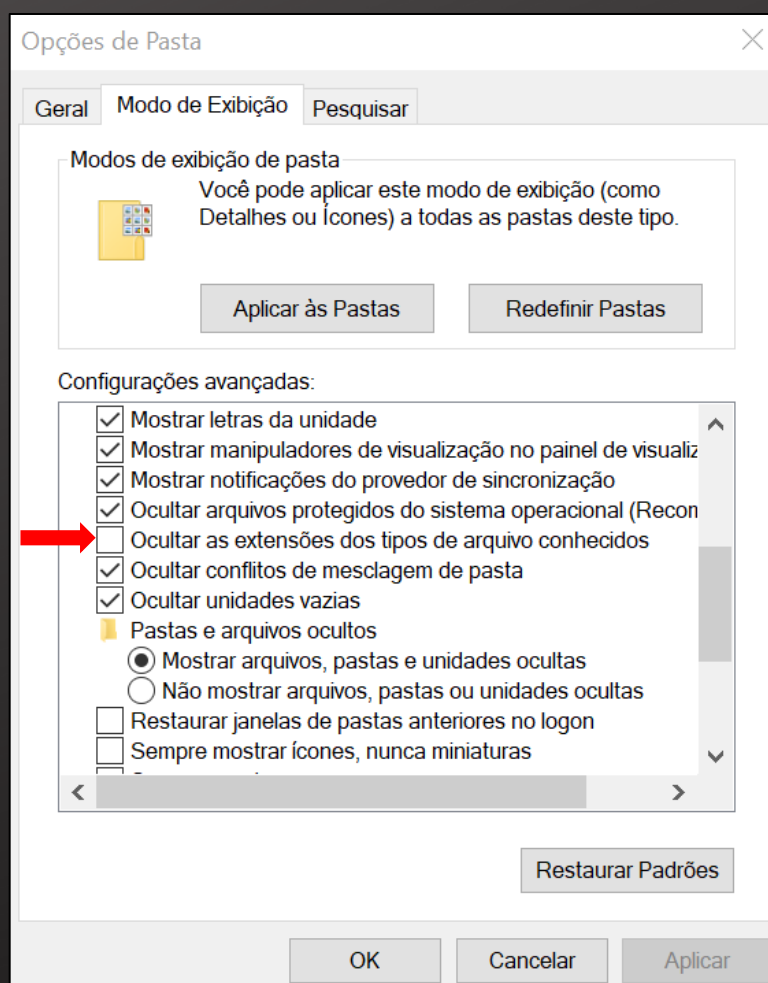 Opções de Pasta
Geral
Modo de Exibição
Pesquisar
Modos de exibição de pasta
Você pode aplicar este modo de exibição (como
Detalhes ou Ícones) a todas as pastas deste tipo.
Aplicar às Pastas
Redefinir Pastas
Configurações avançadas:
Mostrar letras da unidade
Mostrar manipuladores de visualização no painel de visualiz
Mostrar notificações do provedor de sincronização
Ocultar arquivos protegidos do sistema operacional (Recom
Ocultar as extensões dos tipos de arquivo conhecidos
Ocultar conflitos de mesclagem de pasta
Ocultar unidades vazias
Pastas e arquivos ocultos
Mostrar arquivos, pastas e unidades ocultas
Não mostrar arquivos, pastas ou unidades ocultas
Restaurar janelas de pastas anteriores no logon
Sempre mostrar ícones, nunca miniaturas
Restaurar Padrões
OK
Cancelar
Aplicar